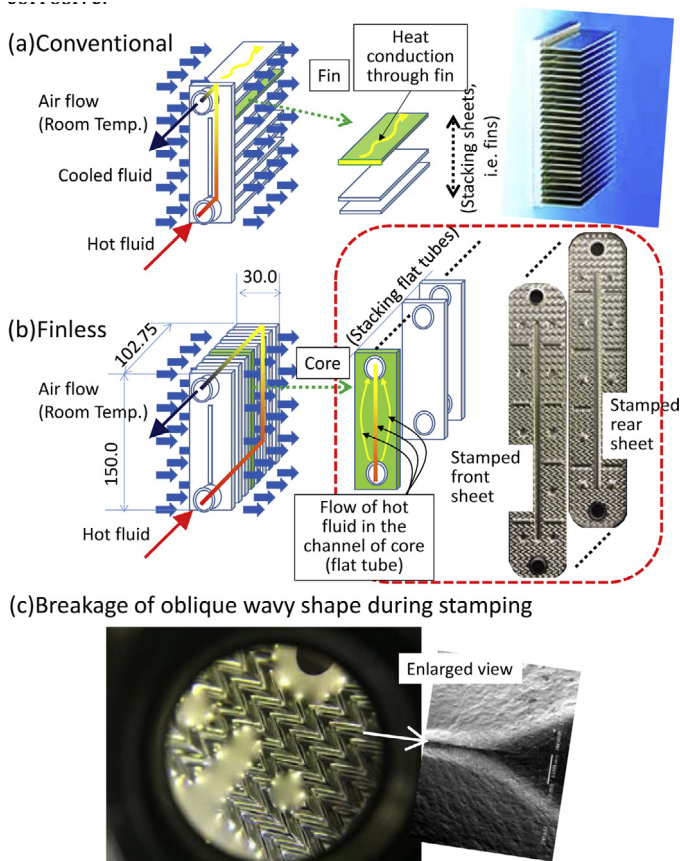 (a)Conventional
Heat
conduction
through fin
Fin
Air flow
(Room Temp.)
Cooled fluid
Hot fluid
(Stacking sheets,
i.e. fins)
30.0
(Stacking flat tubes)
(b)Finless
102.75
Core
Air flow
(Room Temp.)
150.0
Hot fluid
Stamped
rear
sheet
Stamped
front
sheet
Flow of hot
fluid in the
channel of core
(flat tube)
(c)Breakage of oblique wavy shape during stamping
Enlarged view